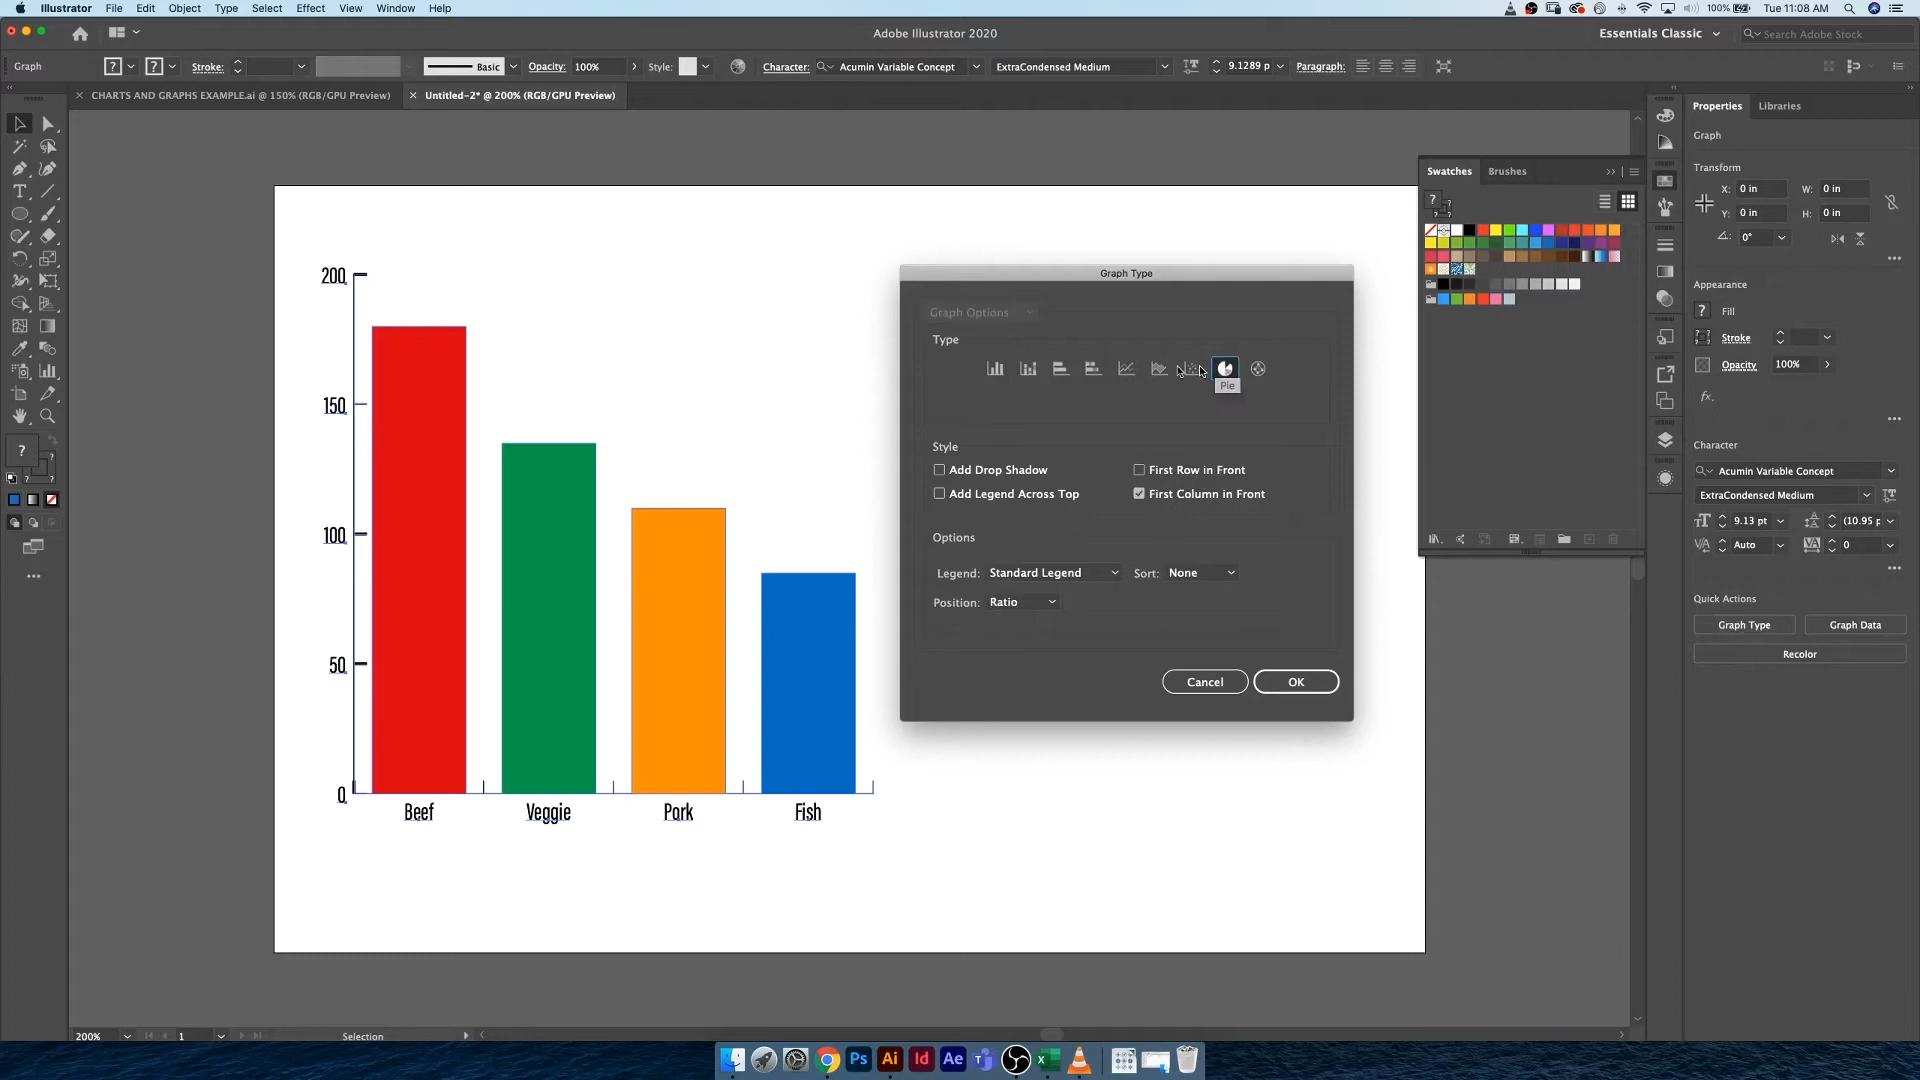 Illustrator File Edit Object Type Select Effect View Window Help
100% Tue 11:08 AM
Adobe Illustrator 2020
Essentials Classic
Search Adobe Stock
Graph ? ? Stroke: Basic Opacity: 100% Style: Character: Acumin Variable Concept ExtraCondensed Medium 9.1289 p Paragraph:
CHARTS AND GRAPHS EXAMPLE.ai @ 150% (RGB/GPU Preview) Untitled-2* @ 200% (RGB/GPU Preview)
Properties Libraries
Graph
Transform
X: 0 in W: 0 in
Y: 0 in H: 0 in
0°
Appearance
? Fill
Stroke
Opacity 100%
fx.
Character
Acumin Variable Concept
ExtraCondensed Medium
9.13 pt (10.95 p
Auto 0
Quick Actions
Graph Type Graph Data
Recolor
Swatches Brushes
?
Graph Type
Graph Options
Type
Pie
Style
Add Drop Shadow First Row in Front
Add Legend Across Top First Column in Front
Options
Legend: Standard Legend Sort: None
Position: Ratio
Cancel OK
200
150
100
50
0
Beef Veggie Pork Fish
?
200% 1 Selection
Ps Ai Id Ae